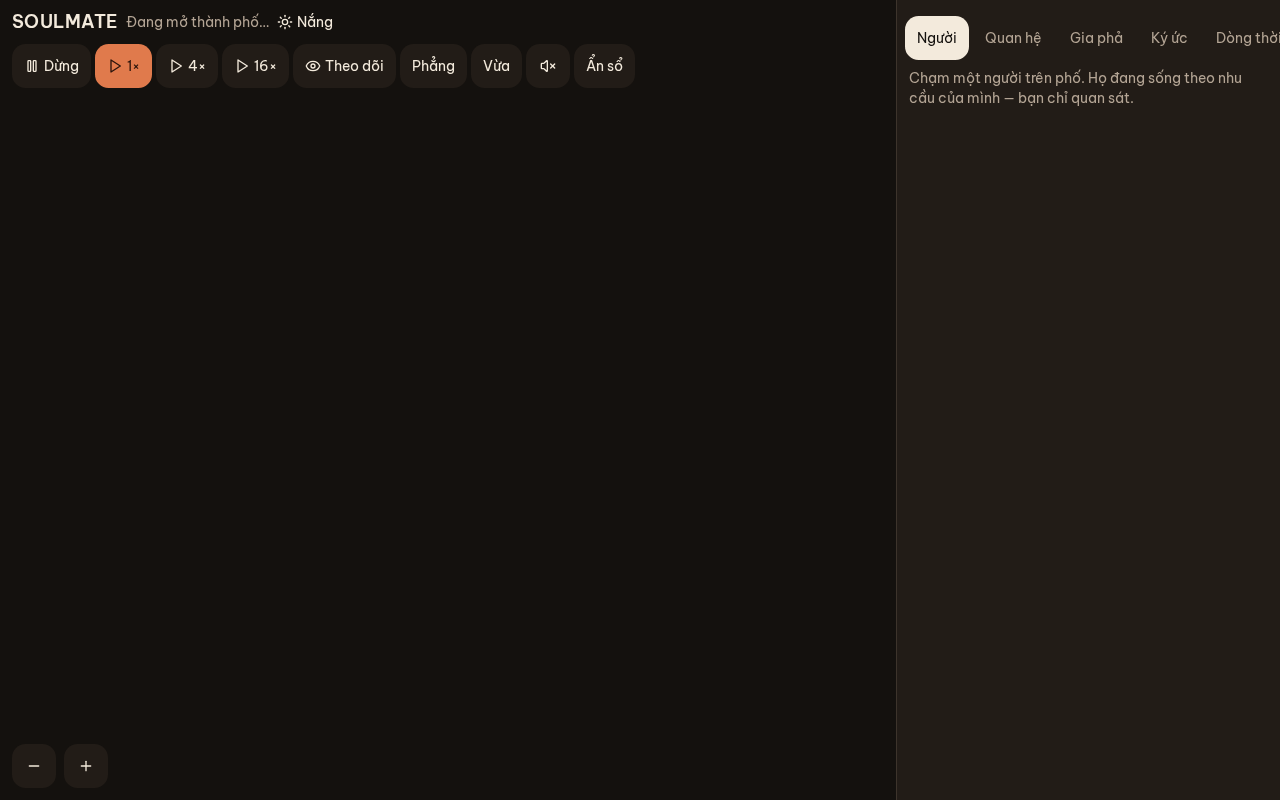 SOULMATE Đang mở thành phố… Nắng
Dừng 1× 4× 16× Theo dõi Phẳng Vừa Ẩn sổ
Người Quan hệ Gia phả Ký ức Dòng thời
Chạm một người trên phố. Họ đang sống theo nhu
cầu của mình — bạn chỉ quan sát.
− +